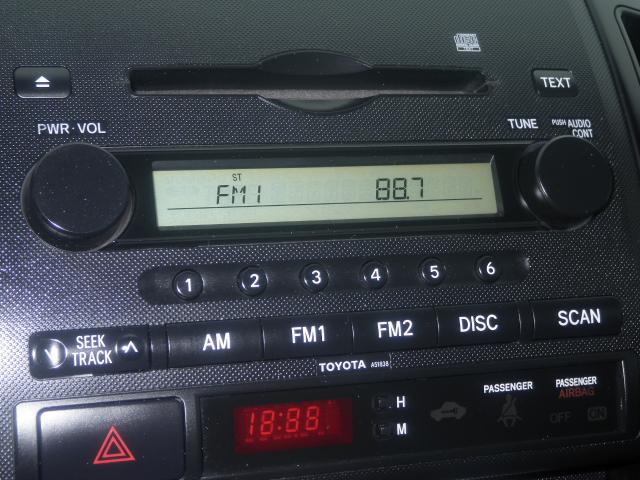 TEXT
PWR·VOL
TUNE
PUSH AUDIO
CONT
ST
FM1 88.7
1 2 3 4 5 6
SEEK
TRACK
AM FM1 FM2 DISC SCAN
TOYOTA A51838
18:88
H
M
PASSENGER
PASSENGER
AIRBAG
OFF ON